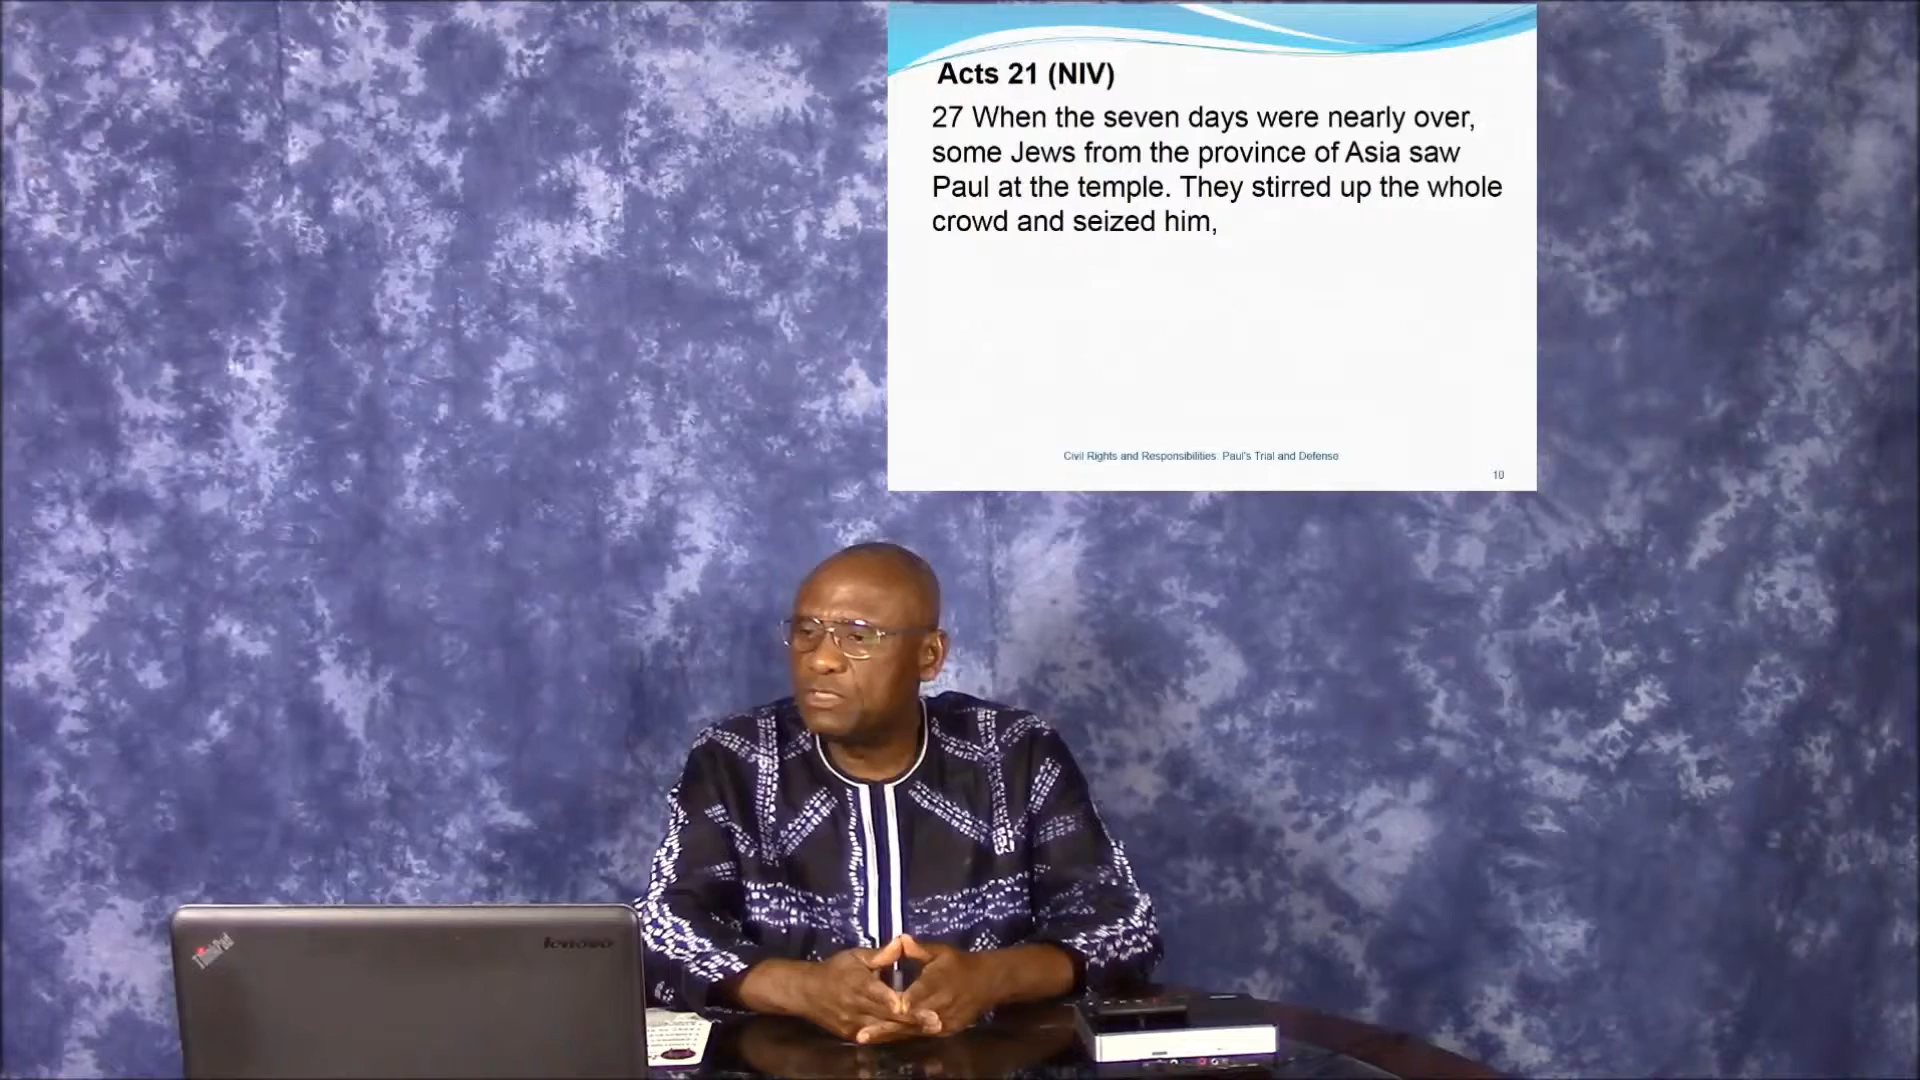 Acts 21 (NIV)
27 When the seven days were nearly over,
some Jews from the province of Asia saw
Paul at the temple. They stirred up the whole
crowd and seized him,
Civil Rights and Responsibilities: Paul's Trial and Defense
10
ThinkPad
lenovo